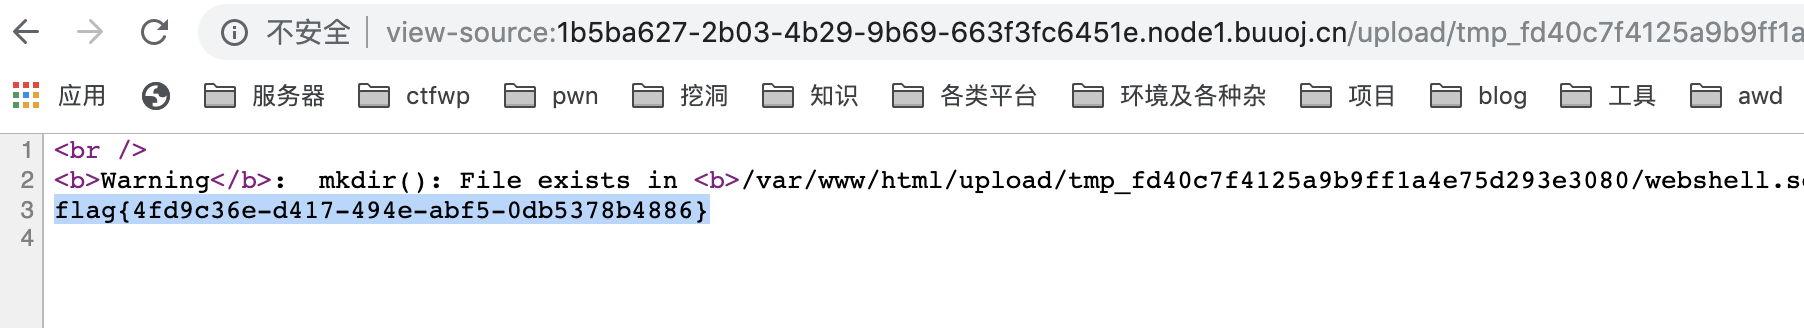 不安全 view-source:1b5ba627-2b03-4b29-9b69-663f3fc6451e.node1.buuoj.cn/upload/tmp_fd40c7f4125a9b9ff1a
应用 服务器 ctfwp pwn 挖洞 知识 各类平台 环境及各种杂 项目 blog 工具 awd
1 <br />
2 <b>Warning</b>:  mkdir(): File exists in <b>/var/www/html/upload/tmp_fd40c7f4125a9b9ff1a4e75d293e3080/webshell.s
3 flag{4fd9c36e-d417-494e-abf5-0db5378b4886}
4